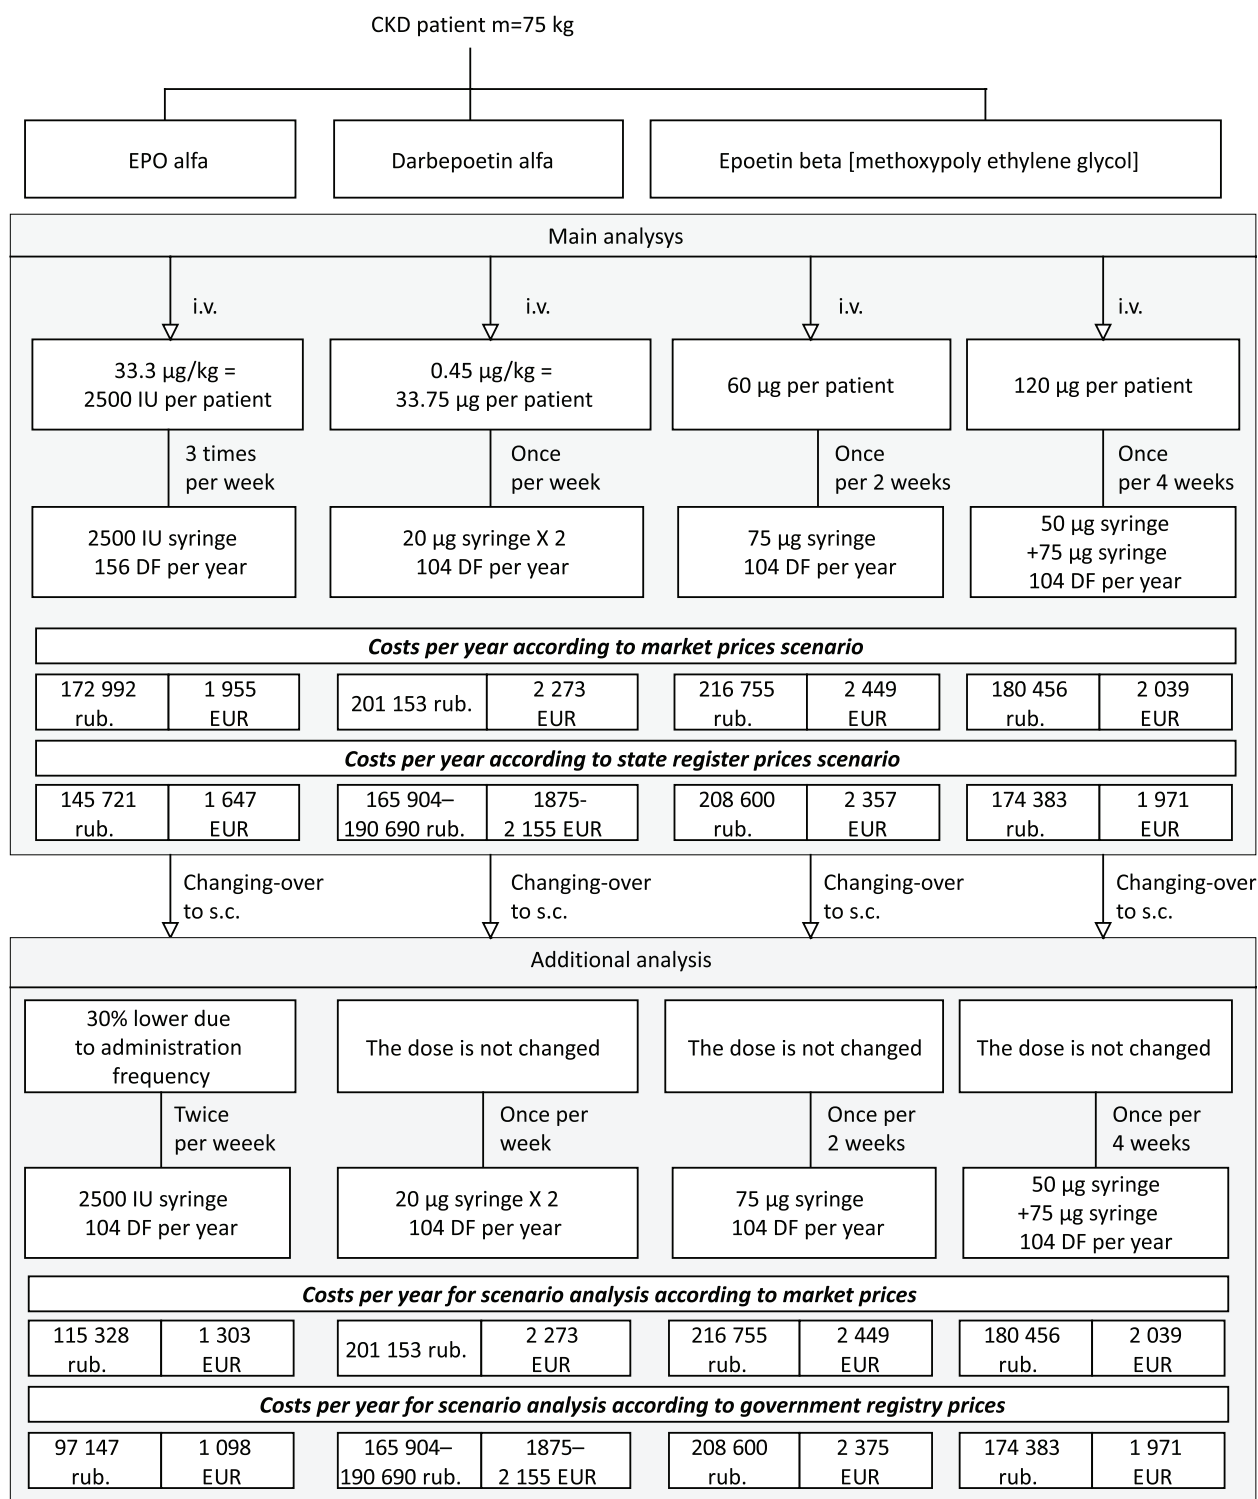 CKD patient m=75 kg
EPO alfa
Darbepoetin alfa
Epoetin beta [methoxypoly ethylene glycol]
Main analysys
i.v.
i.v.
i.v.
i.v.
33.3 µg/kg =
2500 IU per patient
0.45 µg/kg =
33.75 µg per patient
60 µg per patient
120 µg per patient
3 times
per week
Once
per week
Once
per 2 weeks
Once
per 4 weeks
2500 IU syringe
156 DF per year
20 µg syringe X 2
104 DF per year
75 µg syringe
104 DF per year
50 µg syringe
+75 µg syringe
104 DF per year
Costs per year according to market prices scenario
172 992
rub.
1 955
EUR
201 153 rub.
2 273
EUR
216 755
rub.
2 449
EUR
180 456
rub.
2 039
EUR
Costs per year according to state register prices scenario
145 721
rub.
1 647
EUR
165 904–
190 690 rub.
1875-
2 155 EUR
208 600
rub.
2 357
EUR
174 383
rub.
1 971
EUR
Changing-over
to s.c.
Changing-over
to s.c.
Changing-over
to s.c.
Changing-over
to s.c.
Additional analysis
30% lower due
to administration
frequency
The dose is not changed
The dose is not changed
The dose is not changed
Twice
per weeek
Once per
week
Once per
2 weeks
Once per
4 weeks
2500 IU syringe
104 DF per year
20 µg syringe X 2
104 DF per year
75 µg syringe
104 DF per year
50 µg syringe
+75 µg syringe
104 DF per year
Costs per year for scenario analysis according to market prices
115 328
rub.
1 303
EUR
201 153 rub.
2 273
EUR
216 755
rub.
2 449
EUR
180 456
rub.
2 039
EUR
Costs per year for scenario analysis according to government registry prices
97 147
rub.
1 098
EUR
165 904–
190 690 rub.
1875–
2 155 EUR
208 600
rub.
2 375
EUR
174 383
rub.
1 971
EUR